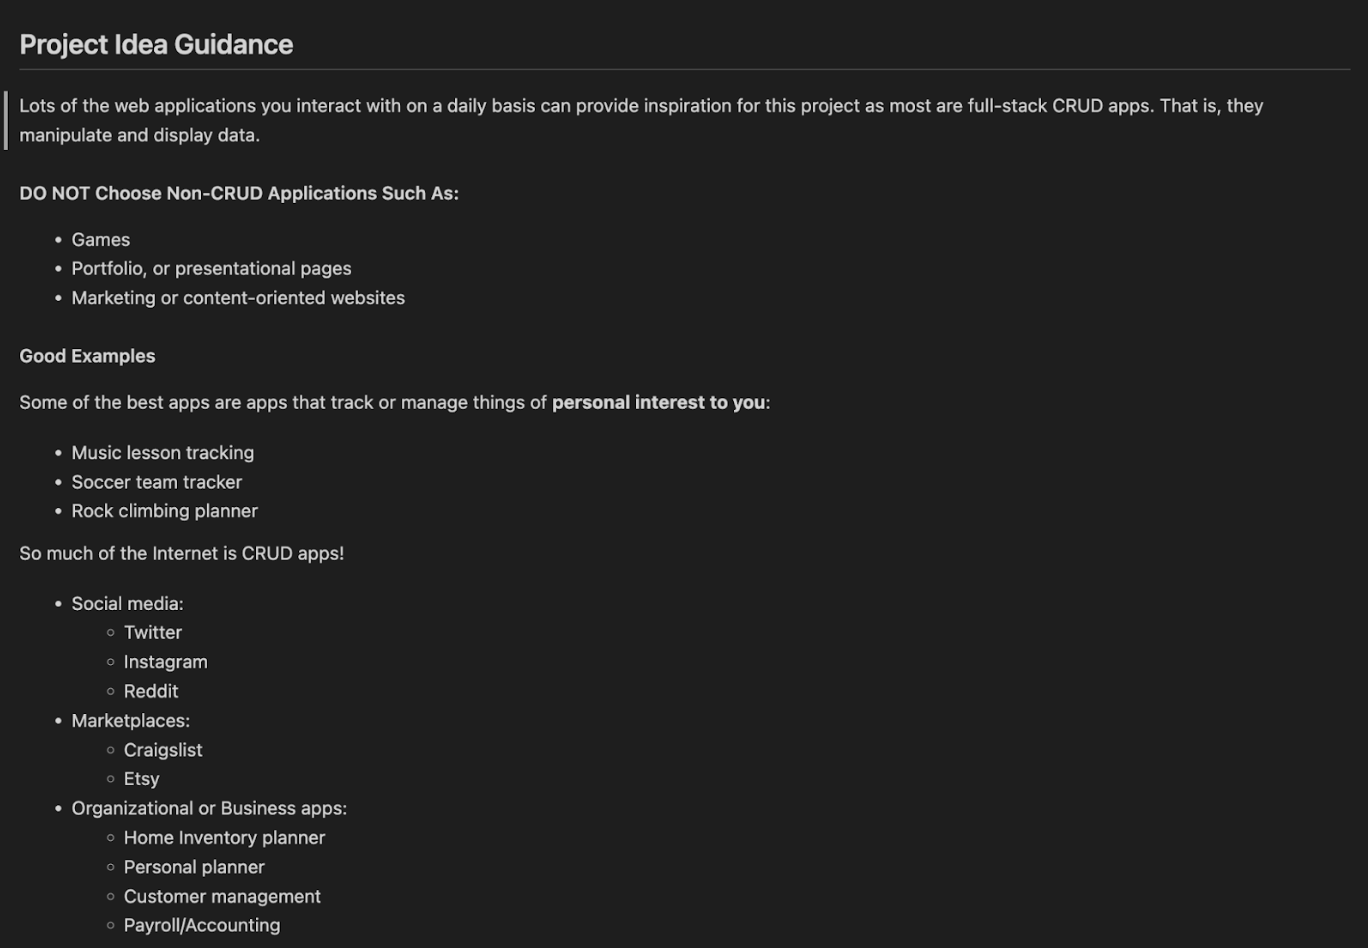 Project Idea Guidance
Lots of the web applications you interact with on a daily basis can provide inspiration for this project as most are full-stack CRUD apps. That is, they
manipulate and display data.
DO NOT Choose Non-CRUD Applications Such As:
• Games
• Portfolio, or presentational pages
• Marketing or content-oriented websites
Good Examples
Some of the best apps are apps that track or manage things of personal interest to you:
• Music lesson tracking
• Soccer team tracker
• Rock climbing planner
So much of the Internet is CRUD apps!
• Social media:
○ Twitter
○ Instagram
○ Reddit
• Marketplaces:
○ Craigslist
○ Etsy
• Organizational or Business apps:
○ Home Inventory planner
○ Personal planner
○ Customer management
○ Payroll/Accounting